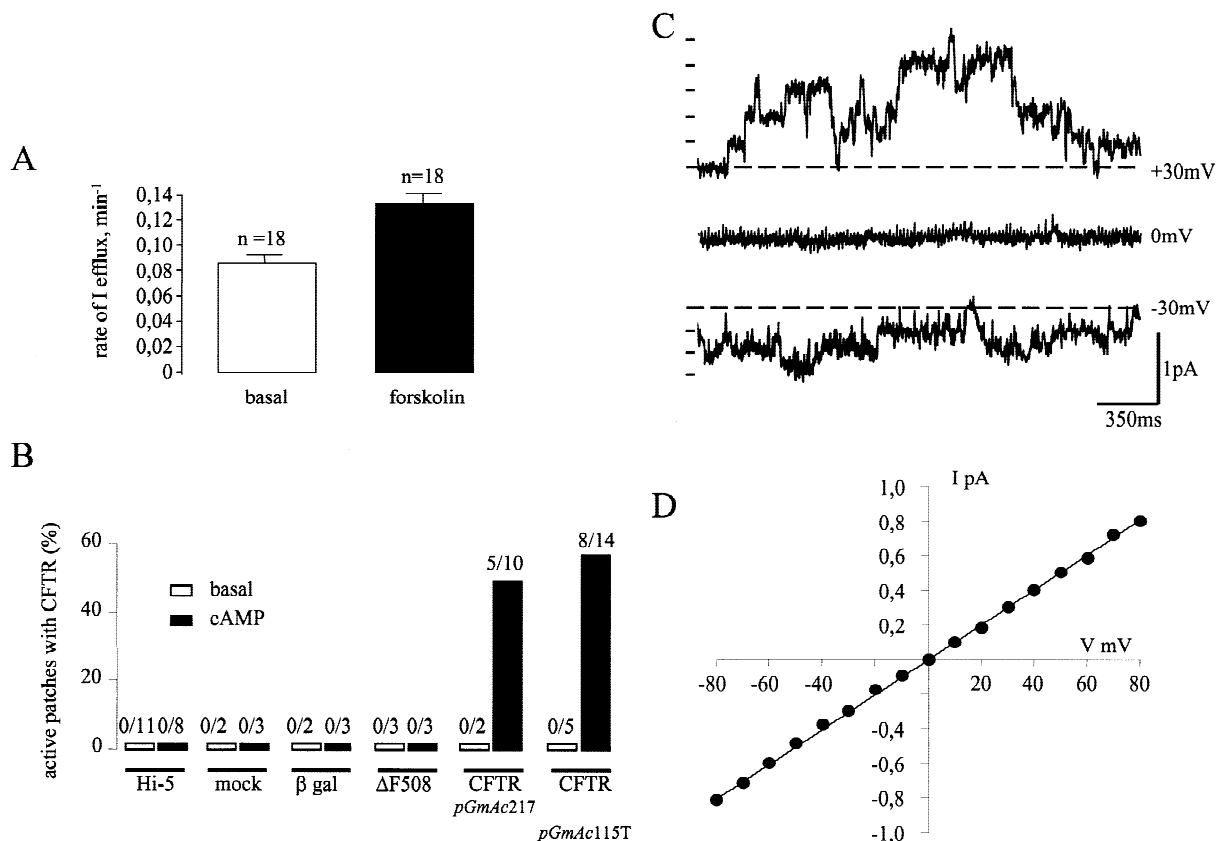 A
rate of I efflux, min⁻¹
0,14
0,12
0,10
0,08
0,06
0,04
0,02
0
n =18
n=18
basal
forskolin
B
active patches with CFTR (%)
60
40
20
0
basal
cAMP
0/11 0/8
0/2 0/3
0/2 0/3
0/3 0/3
0/2
5/10
0/5
8/14
Hi-5
mock
β gal
ΔF508
CFTR
pGmAc217
CFTR
pGmAc115T
C
+30mV
0mV
-30mV
1pA
350ms
D
I pA
V mV
1,0
0,8
0,6
0,4
0,2
-0,4
-0,6
-0,8
-1,0
-80
-60
-40
20
40
60
80